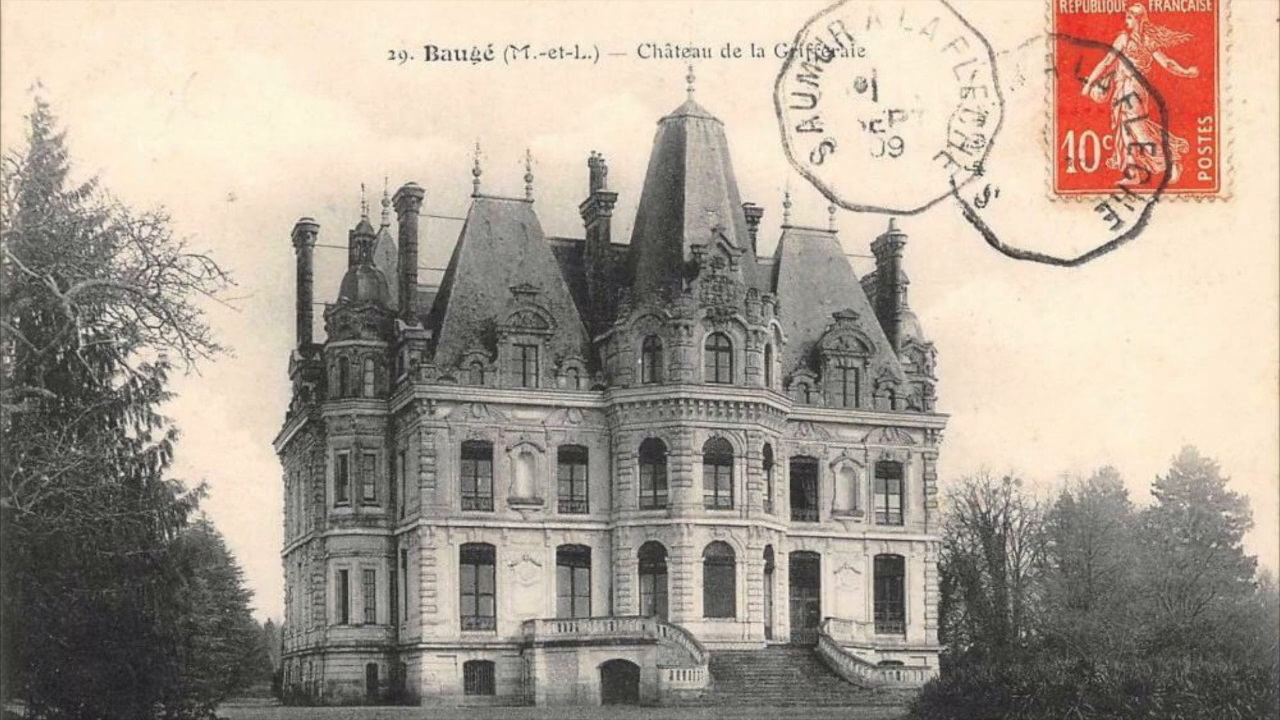 29. Baugé (M.-et-L.) — Château de la Grifferaie
SAUMUR A LA FLECHE
1
SEPT
09
REPUBLIQUE FRANÇAISE
10c
POSTES
A LA FLECHE